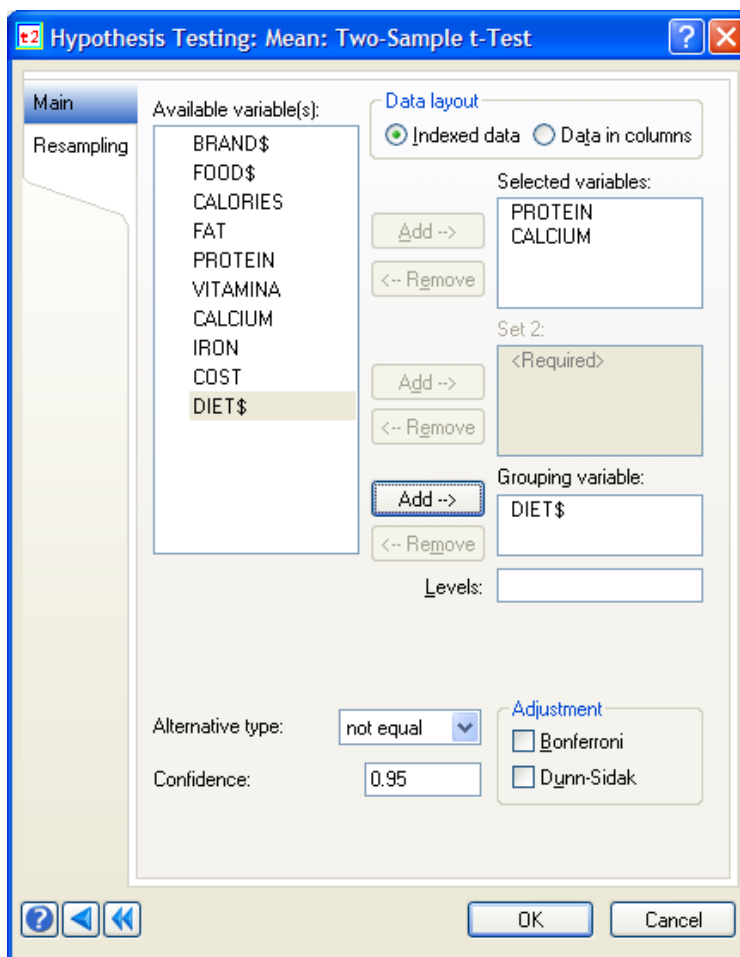 t2 Hypothesis Testing: Mean: Two-Sample t-Test
Main
Resampling
Available variable(s):
BRAND$
FOOD$
CALORIES
FAT
PROTEIN
VITAMINA
CALCIUM
IRON
COST
DIET$
Data layout
Indexed data
Data in columns
Selected variables:
PROTEIN
CALCIUM
Add -->
<-- Remove
Set 2:
<Required>
Add -->
<-- Remove
Grouping variable:
DIET$
Add -->
<-- Remove
Levels:
Alternative type:
not equal
Confidence:
0.95
Adjustment
Bonferroni
Dunn-Sidak
OK
Cancel